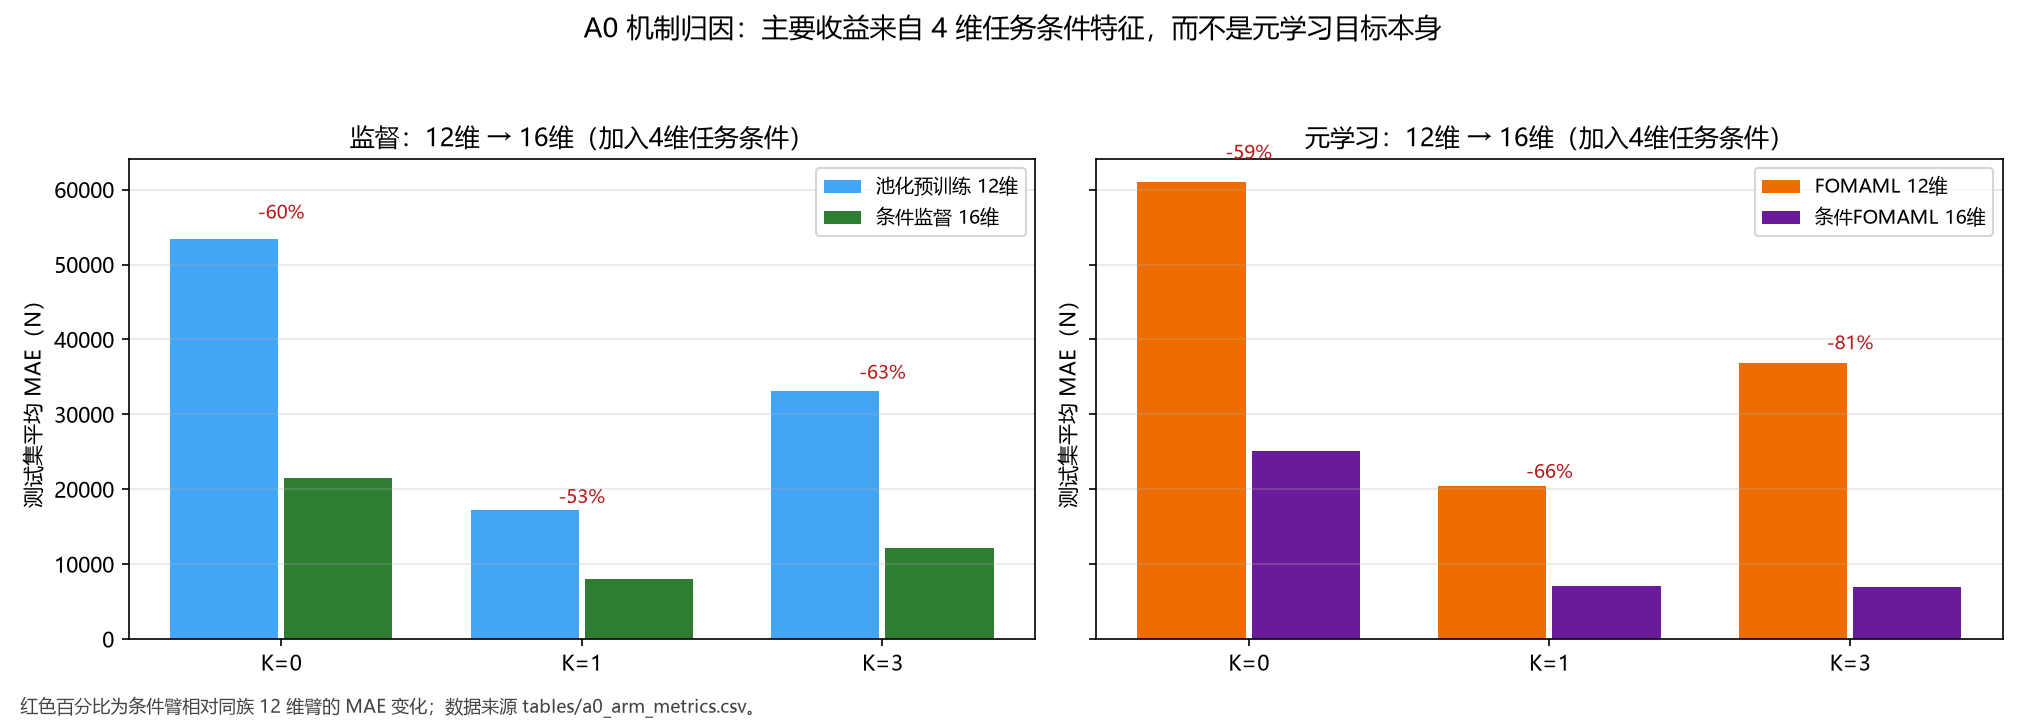 A0 机制归因：主要收益来自 4 维任务条件特征，而不是元学习目标本身
监督：12维 → 16维（加入4维任务条件）
测试集平均 MAE（N）
60000
50000
40000
30000
20000
10000
0
-60%
-53%
-63%
池化预训练 12维
条件监督 16维
K=0
K=1
K=3
元学习：12维 → 16维（加入4维任务条件）
测试集平均 MAE（N）
-59%
-66%
-81%
FOMAML 12维
条件FOMAML 16维
K=0
K=1
K=3
红色百分比为条件臂相对同族 12 维臂的 MAE 变化；数据来源 tables/a0_arm_metrics.csv。